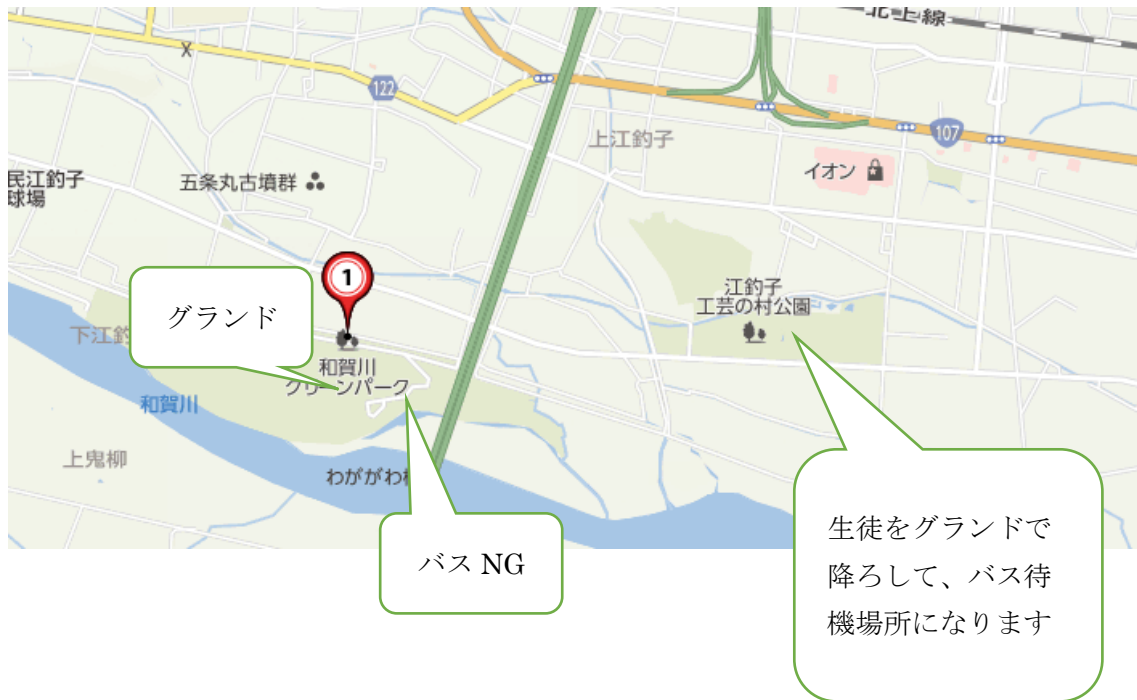 北上線
122
107
上江釣子
イオン
民江釣子
球場
五条丸古墳群
1
江釣子
工芸の村公園
グランド
下江釣
和賀川
グリーンパーク
和賀川
上鬼柳
わががわ
バス NG
生徒をグランドで
降ろして、バス待
機場所になります